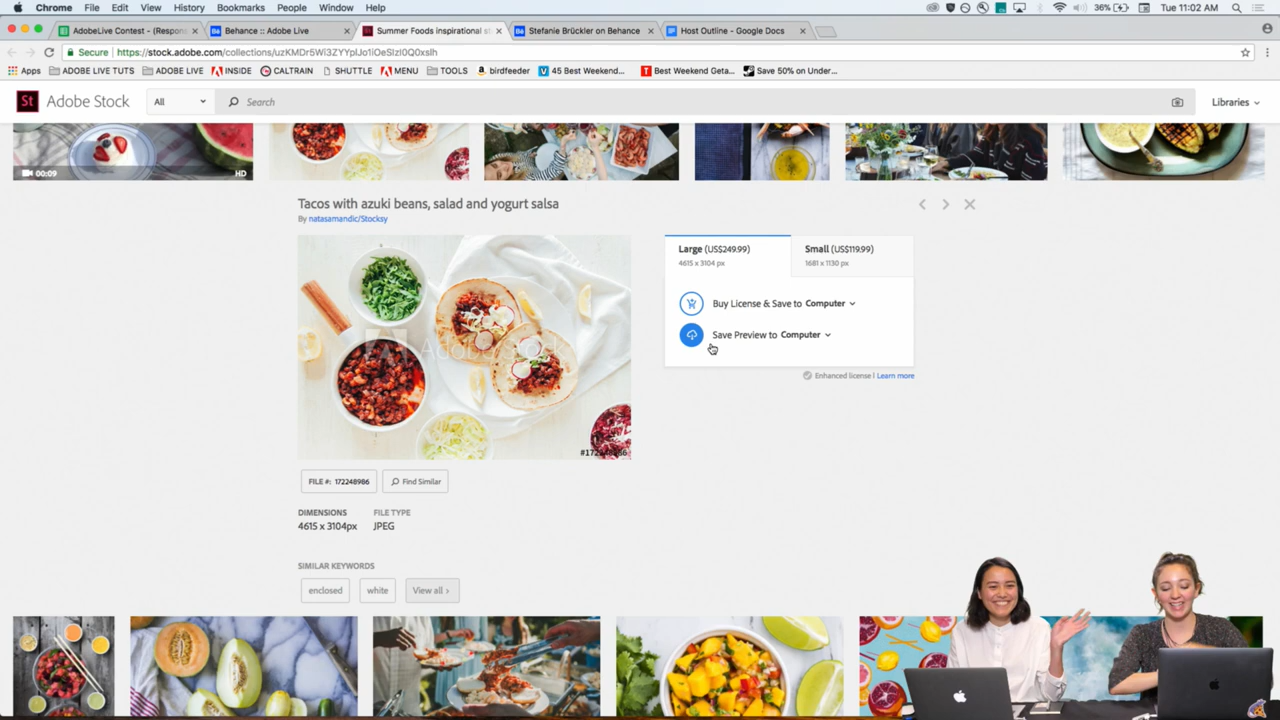 Chrome File Edit View History Bookmarks People Window Help 36% Tue 11:02 AM
AdobeLive Contest - (Respon Behance :: Adobe Live Summer Foods inspirational st Stefanie Brückler on Behance Host Outline - Google Docs
Secure https://stock.adobe.com/collections/uzKMDr5Wi3ZYYplJo1iOeSIzI0Q0xslh
Apps ADOBE LIVE TUTS ADOBE LIVE INSIDE CALTRAIN SHUTTLE MENU TOOLS birdfeeder 45 Best Weekend... Best Weekend Geta... Save 50% on Under...
St Adobe Stock All Search Libraries
00:09 HD
Tacos with azuki beans, salad and yogurt salsa
By natasamandic/Stocksy
Large (US$249.99) Small (US$119.99)
4615 x 3104 px 1681 x 1130 px
Buy License & Save to Computer
Save Preview to Computer
Adobe Stock
Enhanced license | Learn more
#172248986
FILE #: 172248986 Find Similar
DIMENSIONS FILE TYPE
4615 x 3104px JPEG
SIMILAR KEYWORDS
enclosed white View all >